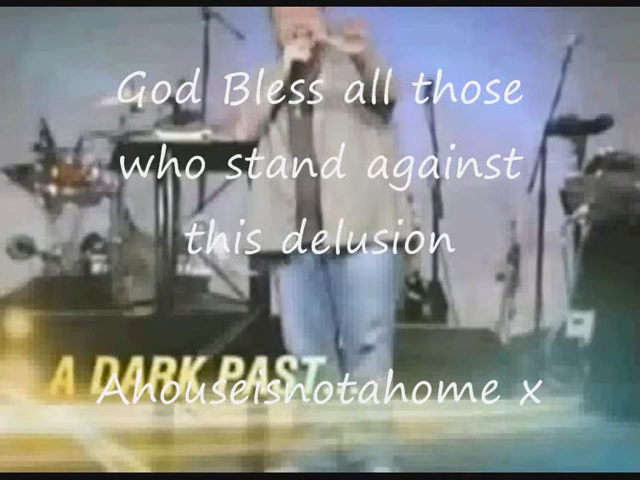 God Bless all those
who stand against
this delusion
A DARK PAST
Ahouseisnotahome x